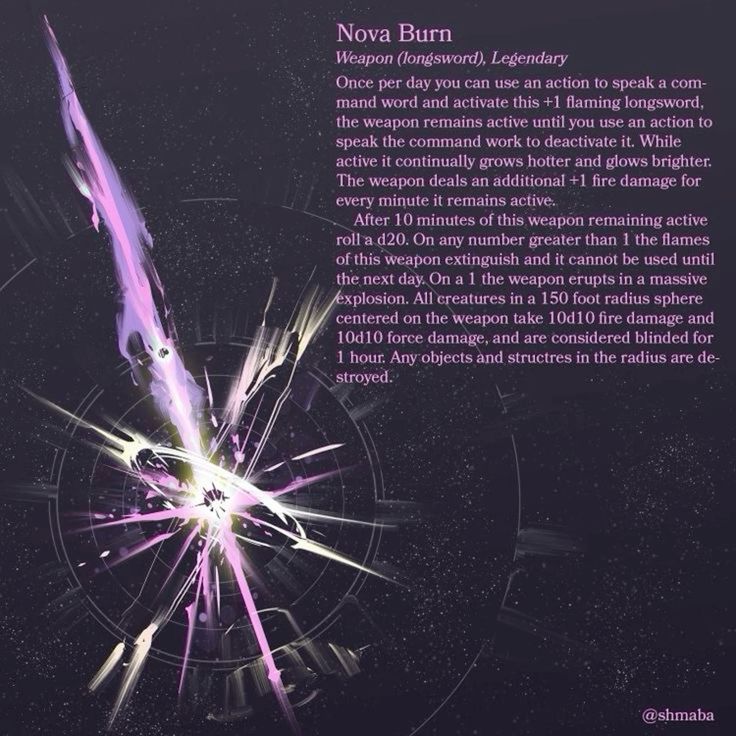 Nova Burn
Weapon (longsword), Legendary
Once per day you can use an action to speak a com-
mand word and activate this +1 flaming longsword,
the weapon remains active until you use an action to
speak the command work to deactivate it. While
active it continually grows hotter and glows brighter.
The weapon deals an additional +1 fire damage for
every minute it remains active.
After 10 minutes of this weapon remaining active
roll a d20. On any number greater than 1 the flames
of this weapon extinguish and it cannot be used until
the next day. On a 1 the weapon erupts in a massive
explosion. All creatures in a 150 foot radius sphere
centered on the weapon take 10d10 fire damage and
10d10 force damage, and are considered blinded for
1 hour. Any objects and structres in the radius are de-
stroyed.
@shmaba